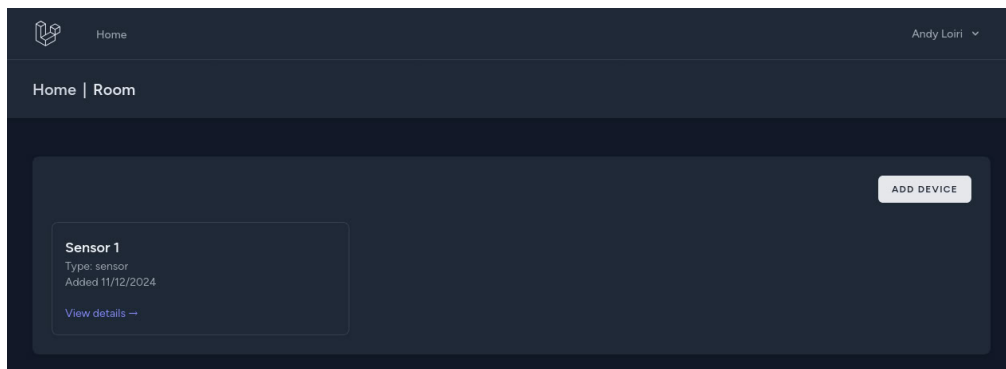 Home
Andy Loiri
Home | Room
ADD DEVICE
Sensor 1
Type: sensor
Added 11/12/2024
View details →